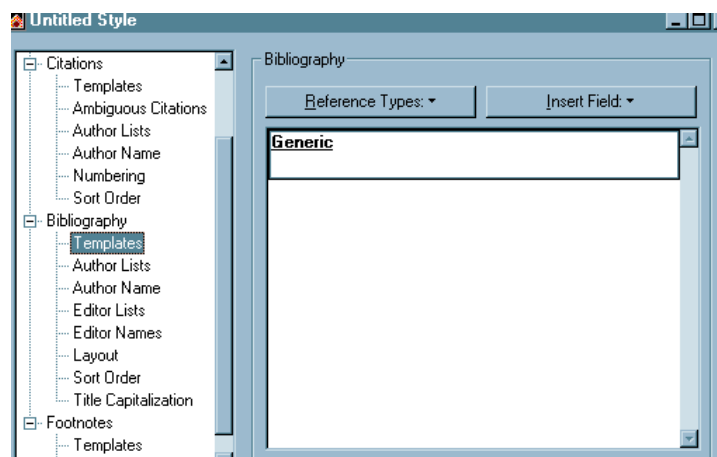 Untitled Style
Citations
Templates
Ambiguous Citations
Author Lists
Author Name
Numbering
Sort Order
Bibliography
Templates
Author Lists
Author Name
Editor Lists
Editor Names
Layout
Sort Order
Title Capitalization
Footnotes
Templates
Bibliography
Reference Types:
Insert Field:
Generic